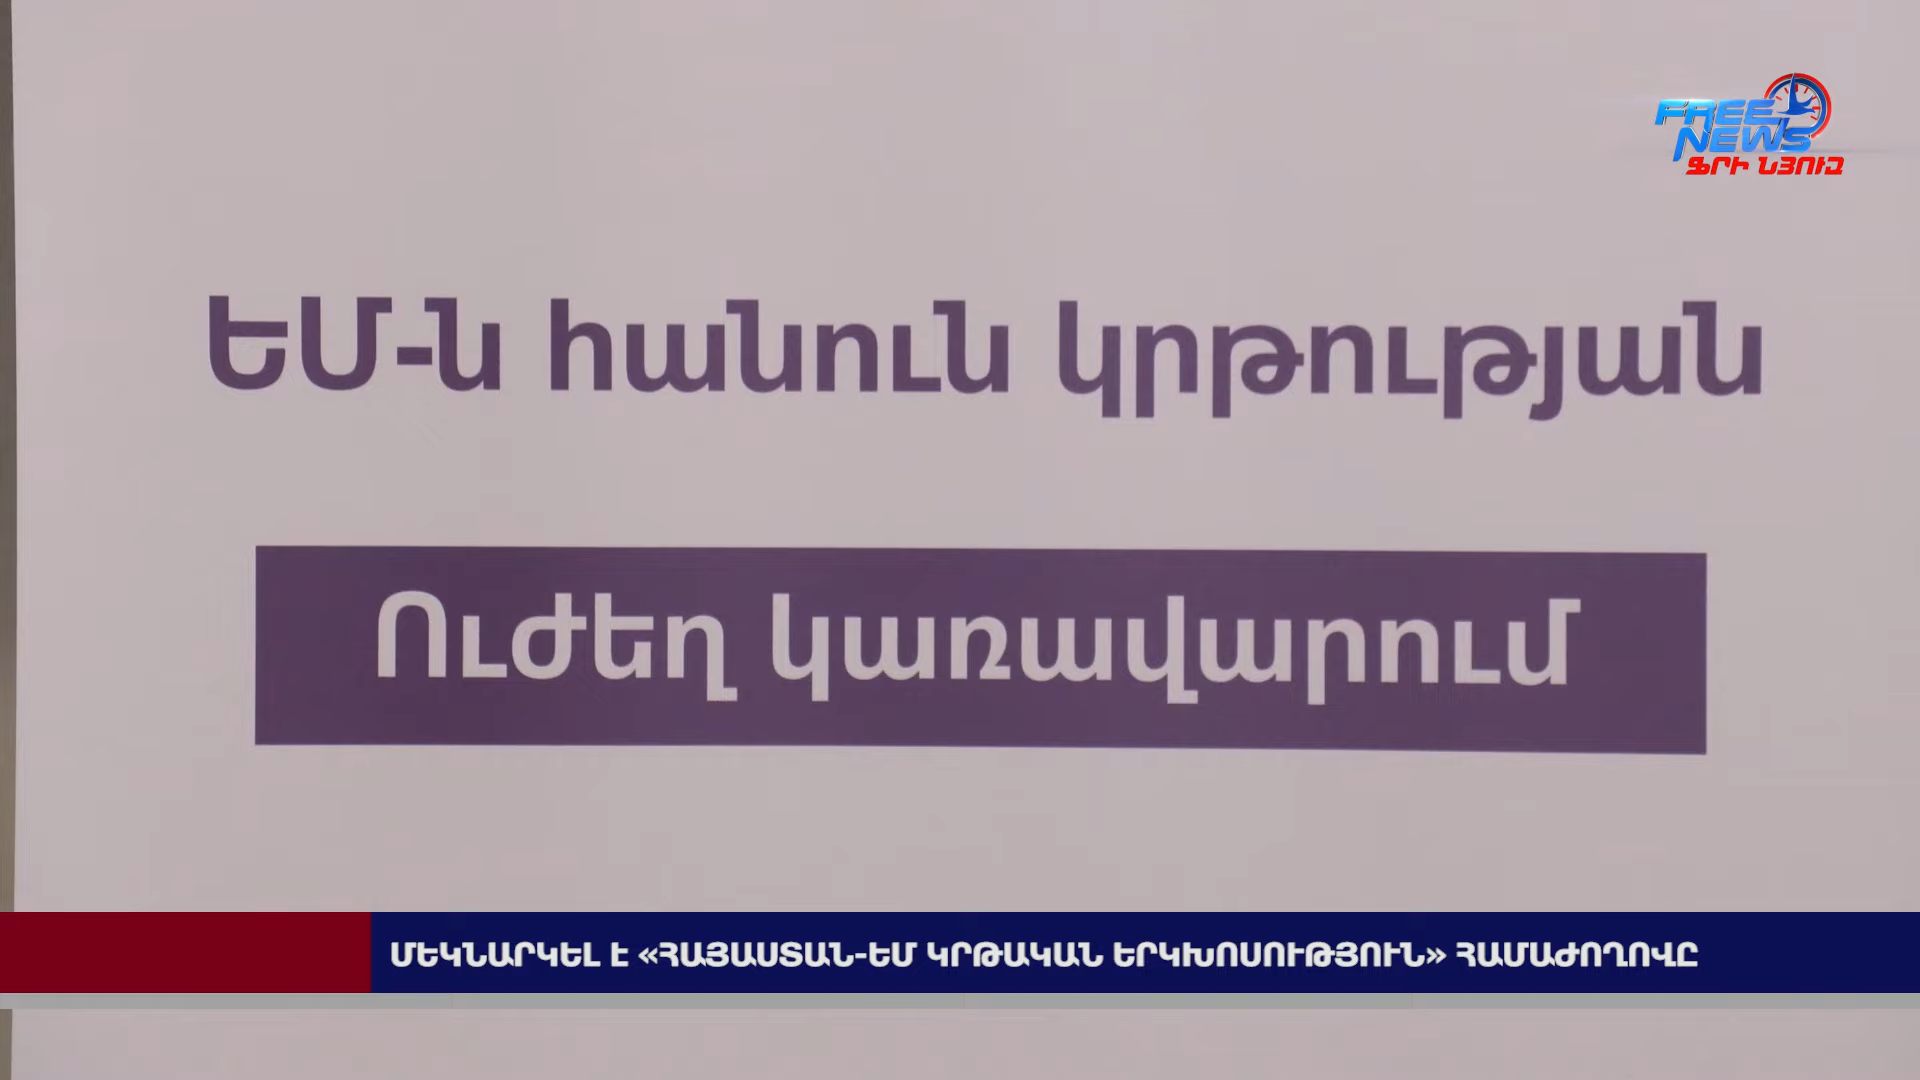 FREE
NEWS
ՖՐԻ ՆՅՈՒԶ
ԵՄ-ն հանուն կրթության
Ուժեղ կառավարում
ՄԵԿՆԱՐԿԵԼ Է «ՀԱՅԱՍՏԱՆ-ԵՄ ԿՐԹԱԿԱՆ ԵՐԿԽՈՍՈՒԹՅՈՒՆ» ՀԱՄԱԺՈՂՈՎԸ